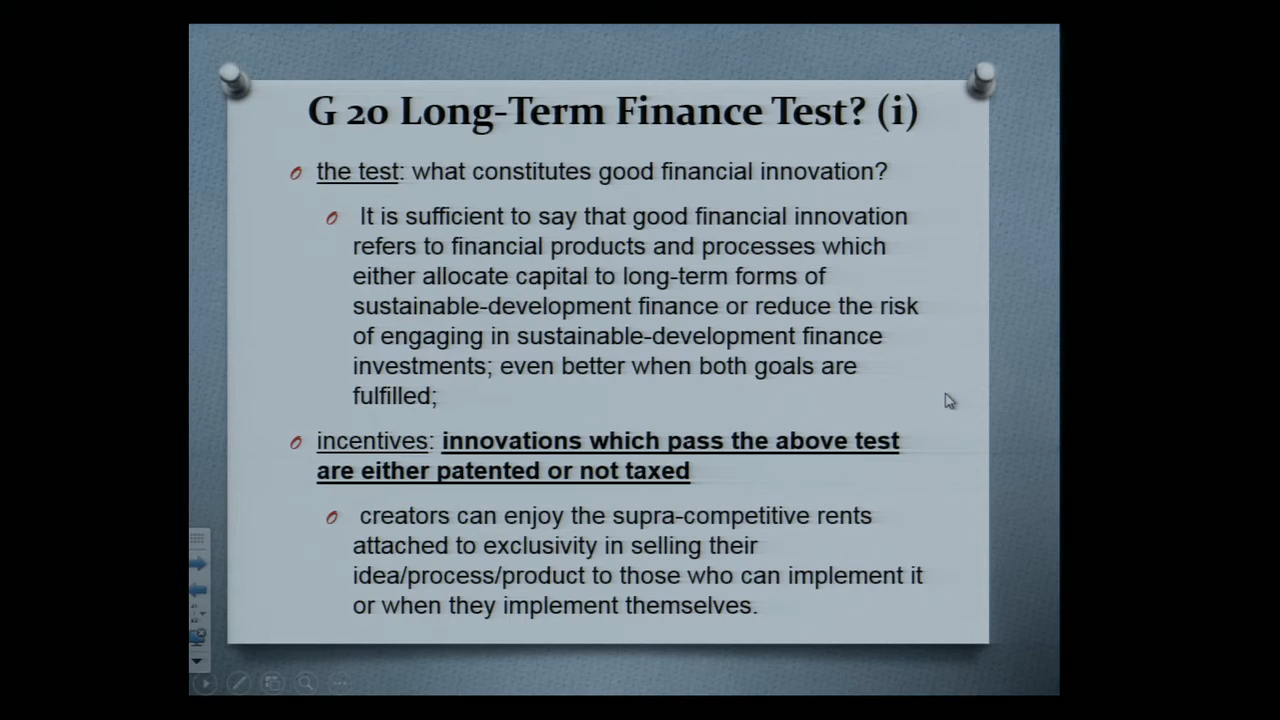 G 20 Long-Term Finance Test? (i)
the test: what constitutes good financial innovation?
It is sufficient to say that good financial innovation
refers to financial products and processes which
either allocate capital to long-term forms of
sustainable-development finance or reduce the risk
of engaging in sustainable-development finance
investments; even better when both goals are
fulfilled;
incentives: innovations which pass the above test
are either patented or not taxed
creators can enjoy the supra-competitive rents
attached to exclusivity in selling their
idea/process/product to those who can implement it
or when they implement themselves.